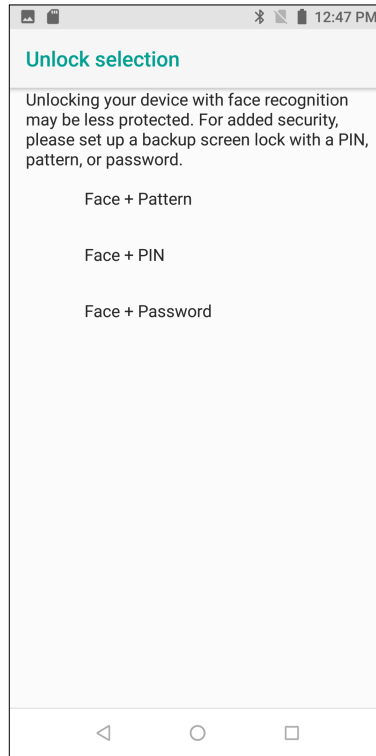 12:47 PM
Unlock selection
Unlocking your device with face recognition
may be less protected. For added security,
please set up a backup screen lock with a PIN,
pattern, or password.
Face + Pattern
Face + PIN
Face + Password